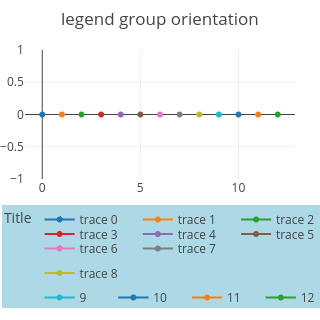 legend group orientation
1
0.5
0
−0.5
−1
0 5 10
Title trace 0 trace 1 trace 2
trace 3 trace 4 trace 5
trace 6 trace 7
trace 8
9 10 11 12